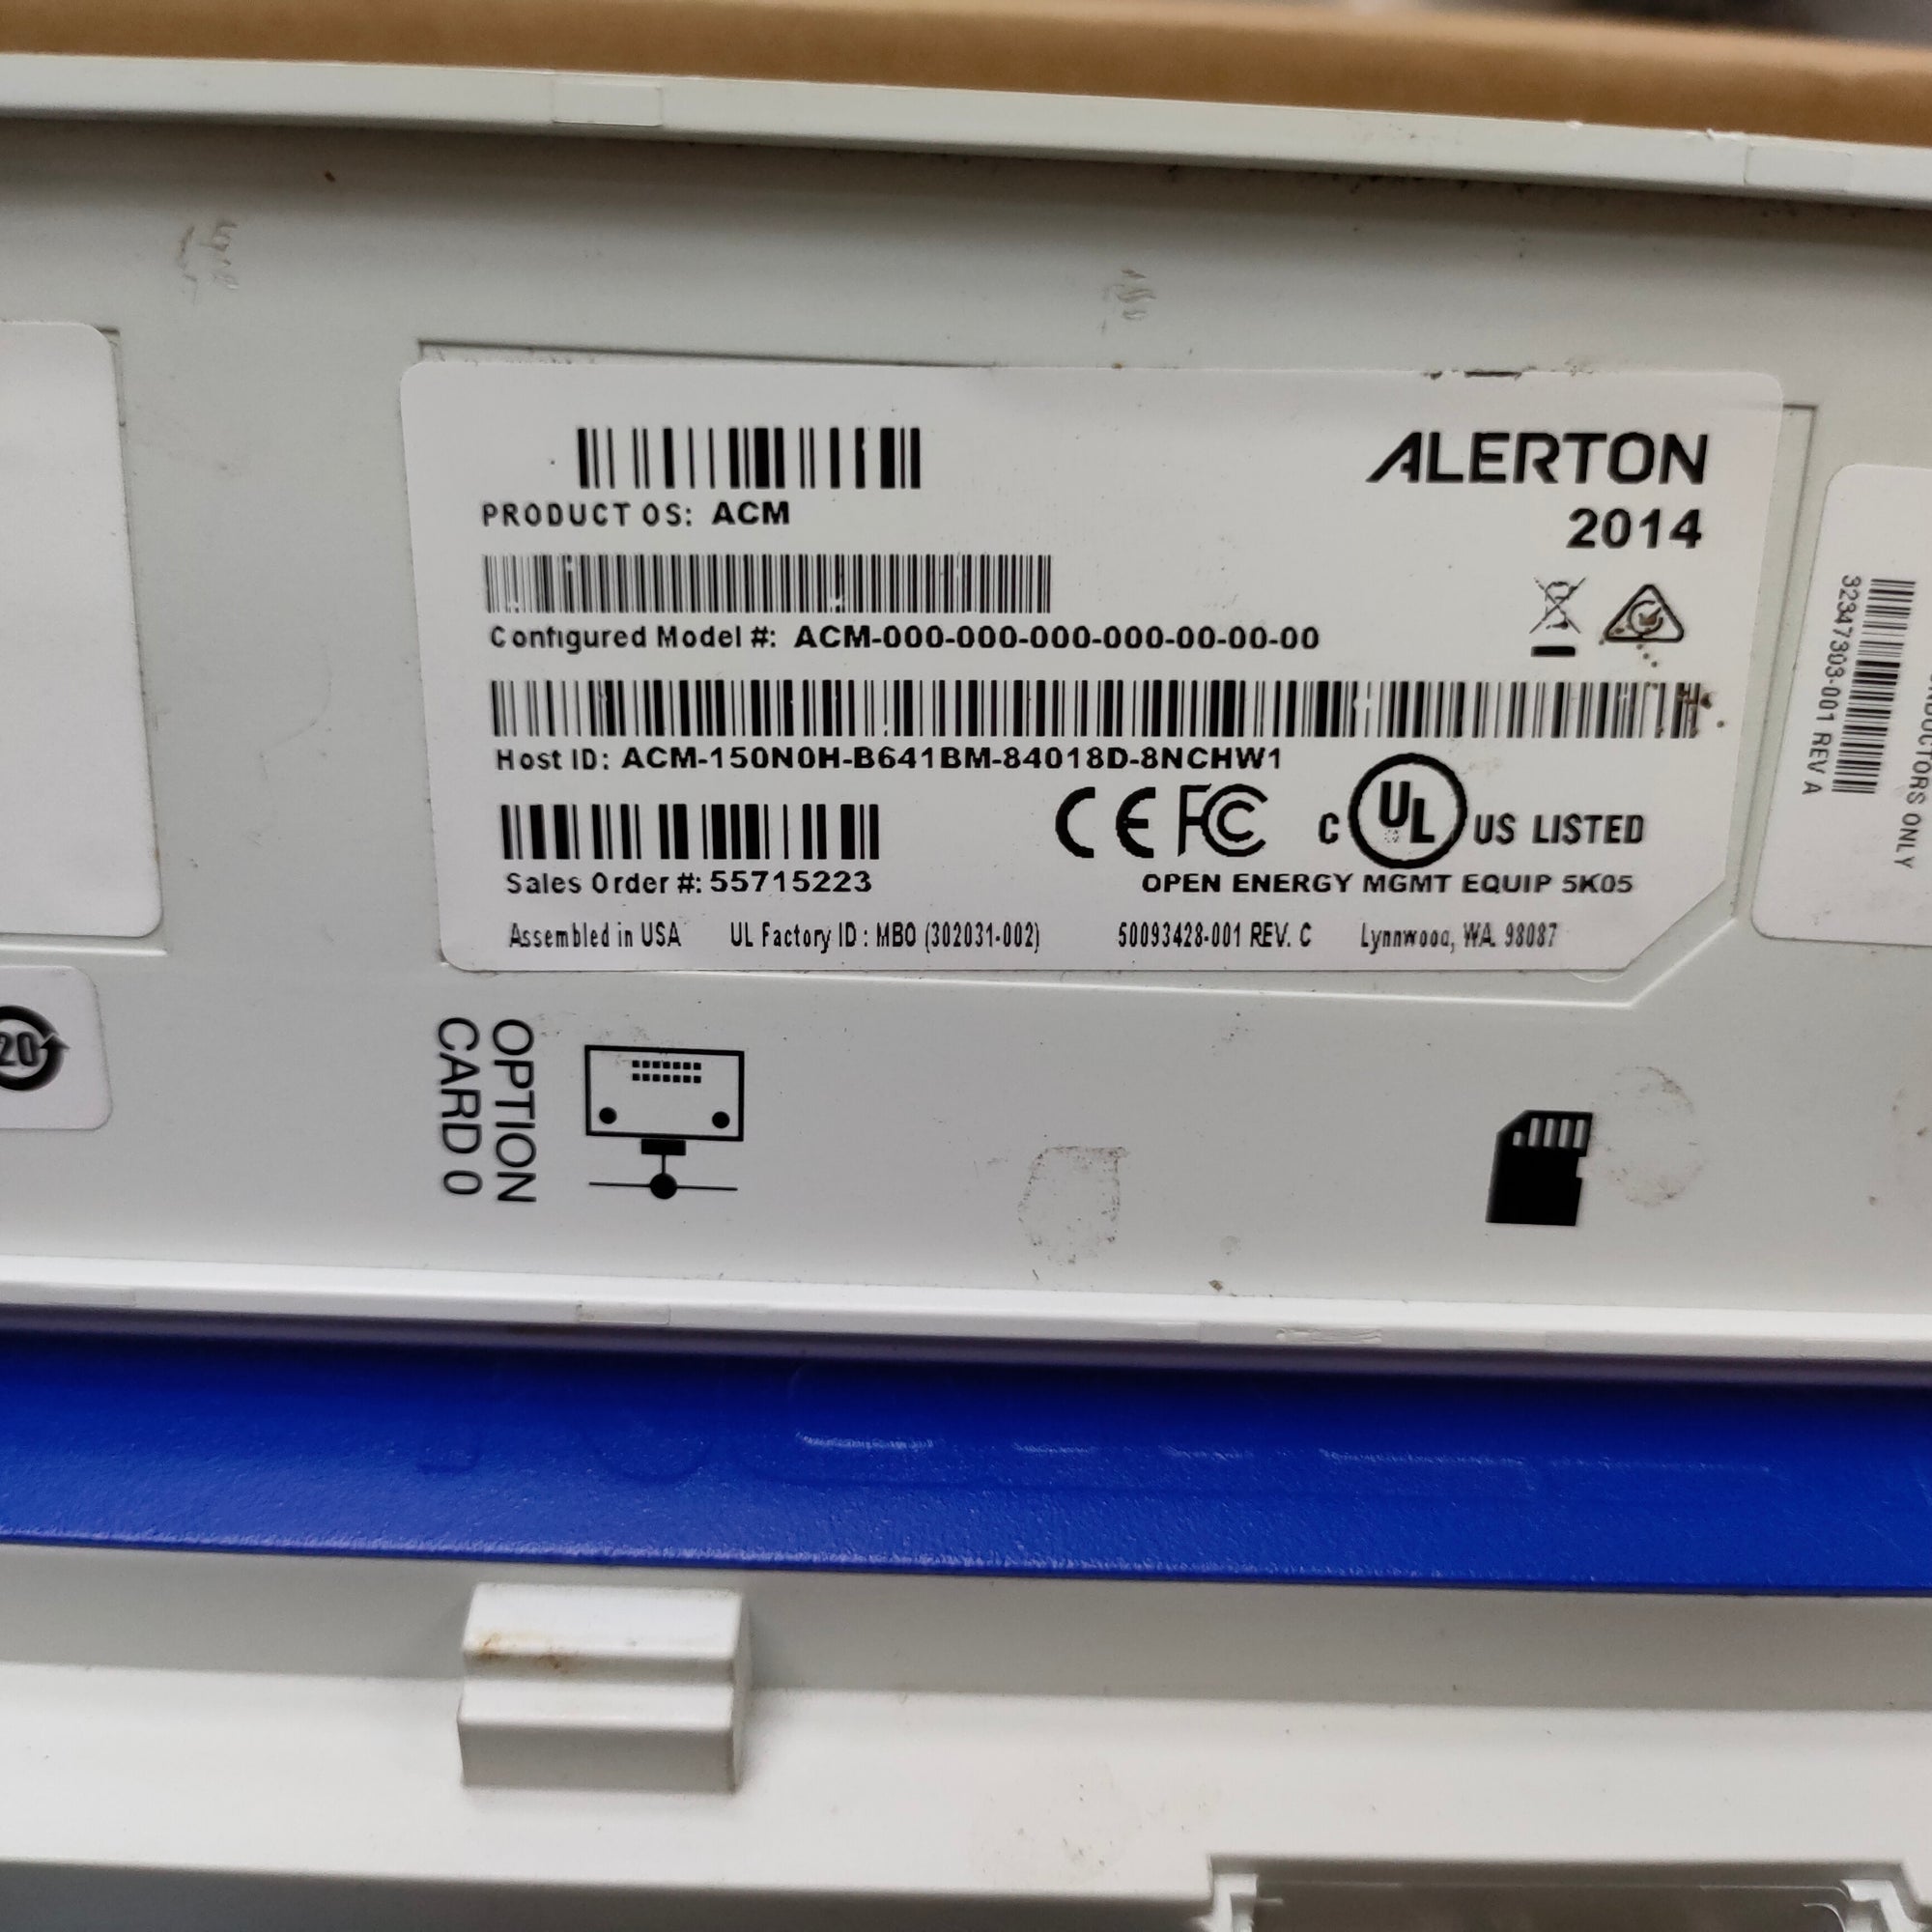 ALERTON
2014
PRODUCT OS: ACM
Configured Model #: ACM-000-000-000-000-00-00-00
Host ID: ACM-150N0H-B641BM-84018D-8NCHW1
Sales Order #: 55715223
CE FC C UL US LISTED
OPEN ENERGY MGMT EQUIP 5K05
Assembled in USA UL Factory ID : MBO (302031-002) 50093428-001 REV. C Lynnwood, WA. 98087
32347303-001 REV A
ONLY
20
OPTION
CARD 0